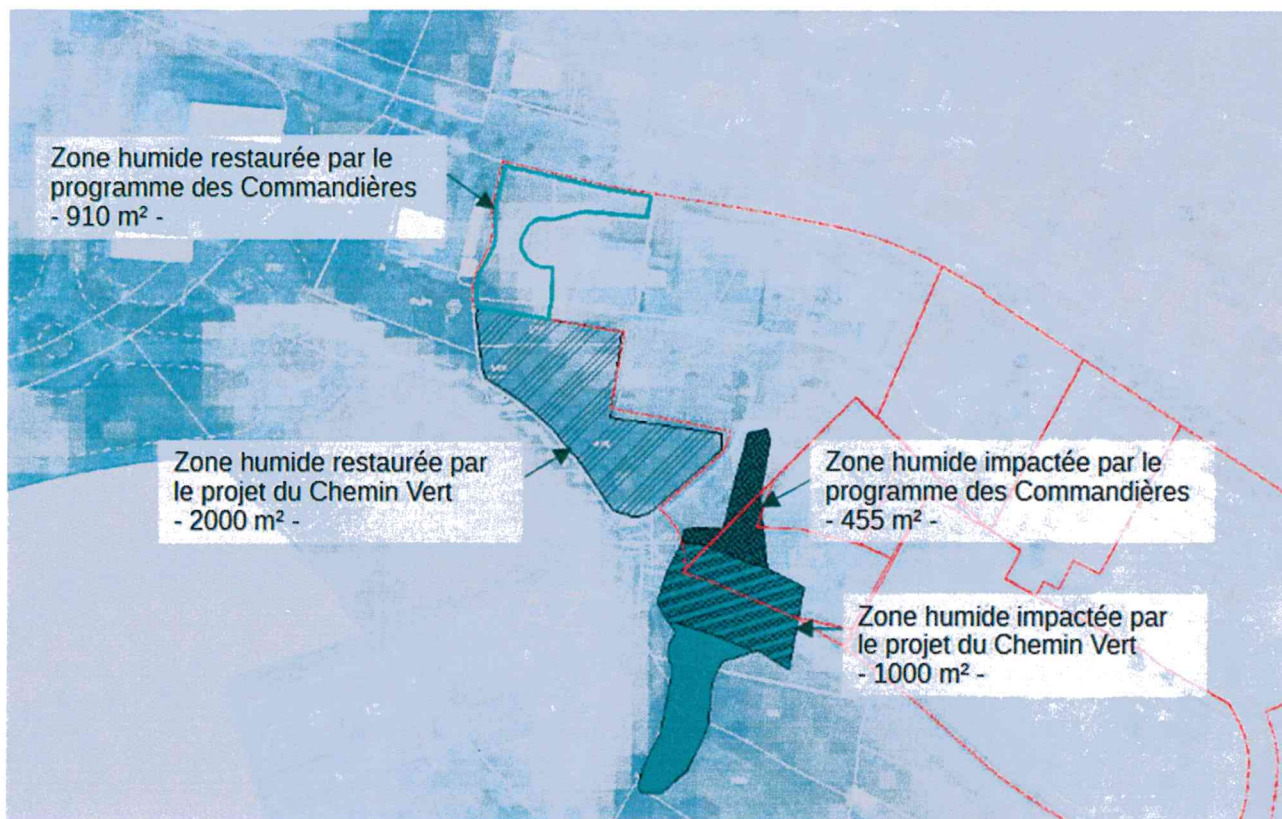 Zone humide restaurée par le
programme des Commandières
- 910 m² -
Zone humide restaurée par
le projet du Chemin Vert
- 2000 m² -
Zone humide impactée par le
programme des Commandières
- 455 m² -
Zone humide impactée par
le projet du Chemin Vert
- 1000 m² -